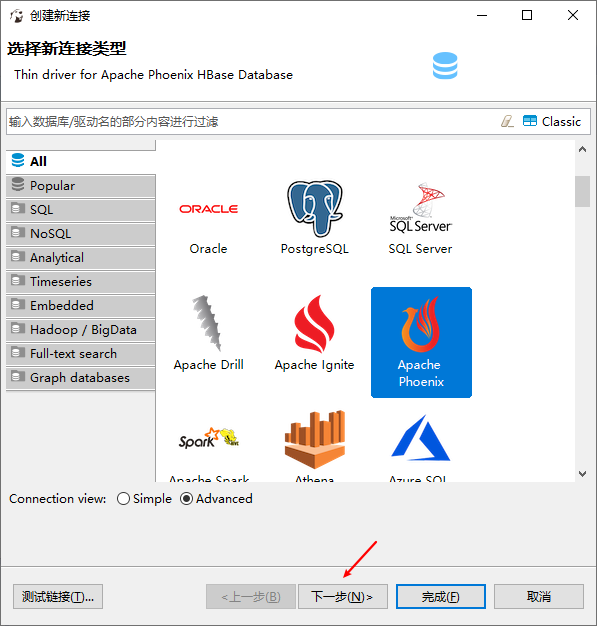 创建新连接
选择新连接类型
Thin driver for Apache Phoenix HBase Database
输入数据库/驱动名的部分内容进行过滤
Classic
All
Popular
SQL
NoSQL
Analytical
Timeseries
Embedded
Hadoop / BigData
Full-text search
Graph databases
ORACLE
Microsoft
SQL Server
Oracle
PostgreSQL
SQL Server
Apache Drill
Apache Ignite
Apache
Phoenix
Spark
HIVE
Apache Spark
Athena
Azure SQL
Connection view:
Simple
Advanced
测试链接(T)...
<上一步(B)
下一步(N)>
完成(F)
取消